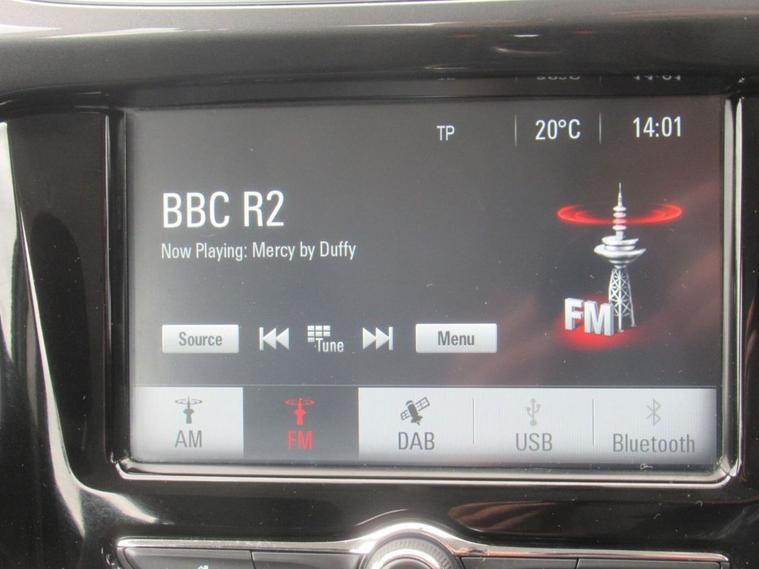 TP 20°C 14:01
BBC R2
Now Playing: Mercy by Duffy
FM
Source Tune Menu
AM FM DAB USB Bluetooth